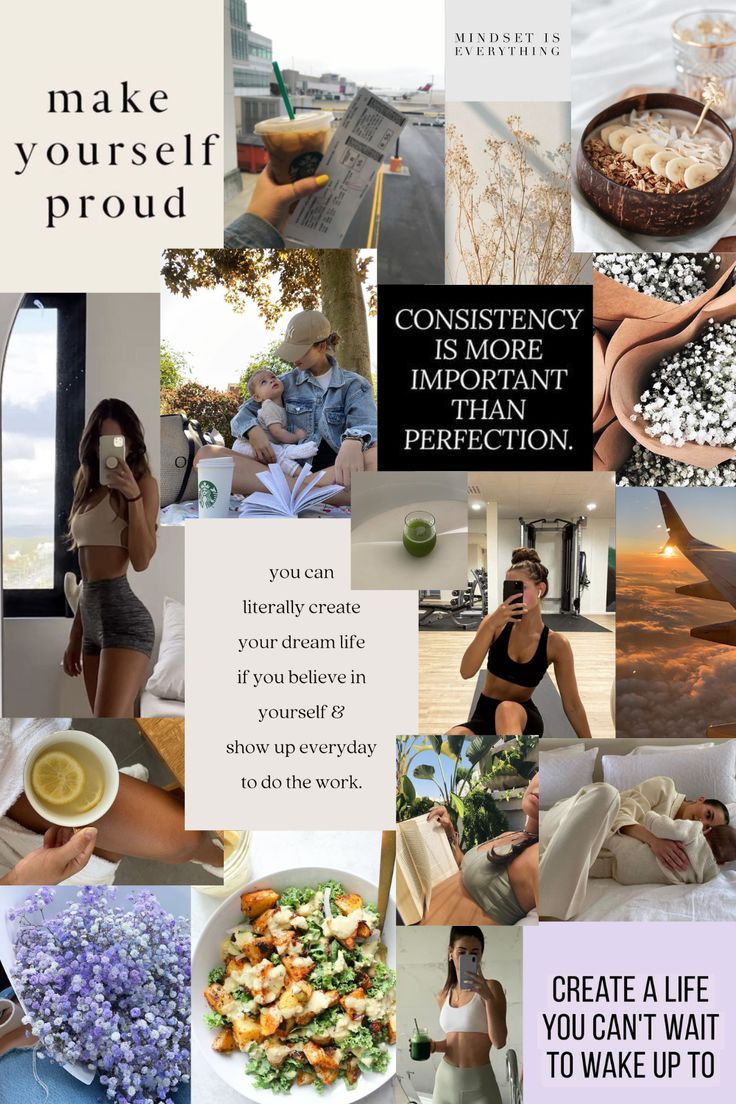 make
yourself
proud
MINDSET IS
EVERYTHING
CONSISTENCY
IS MORE
IMPORTANT
THAN
PERFECTION.
you can
literally create
your dream life
if you believe in
yourself &
show up everyday
to do the work.
CREATE A LIFE
YOU CAN'T WAIT
TO WAKE UP TO